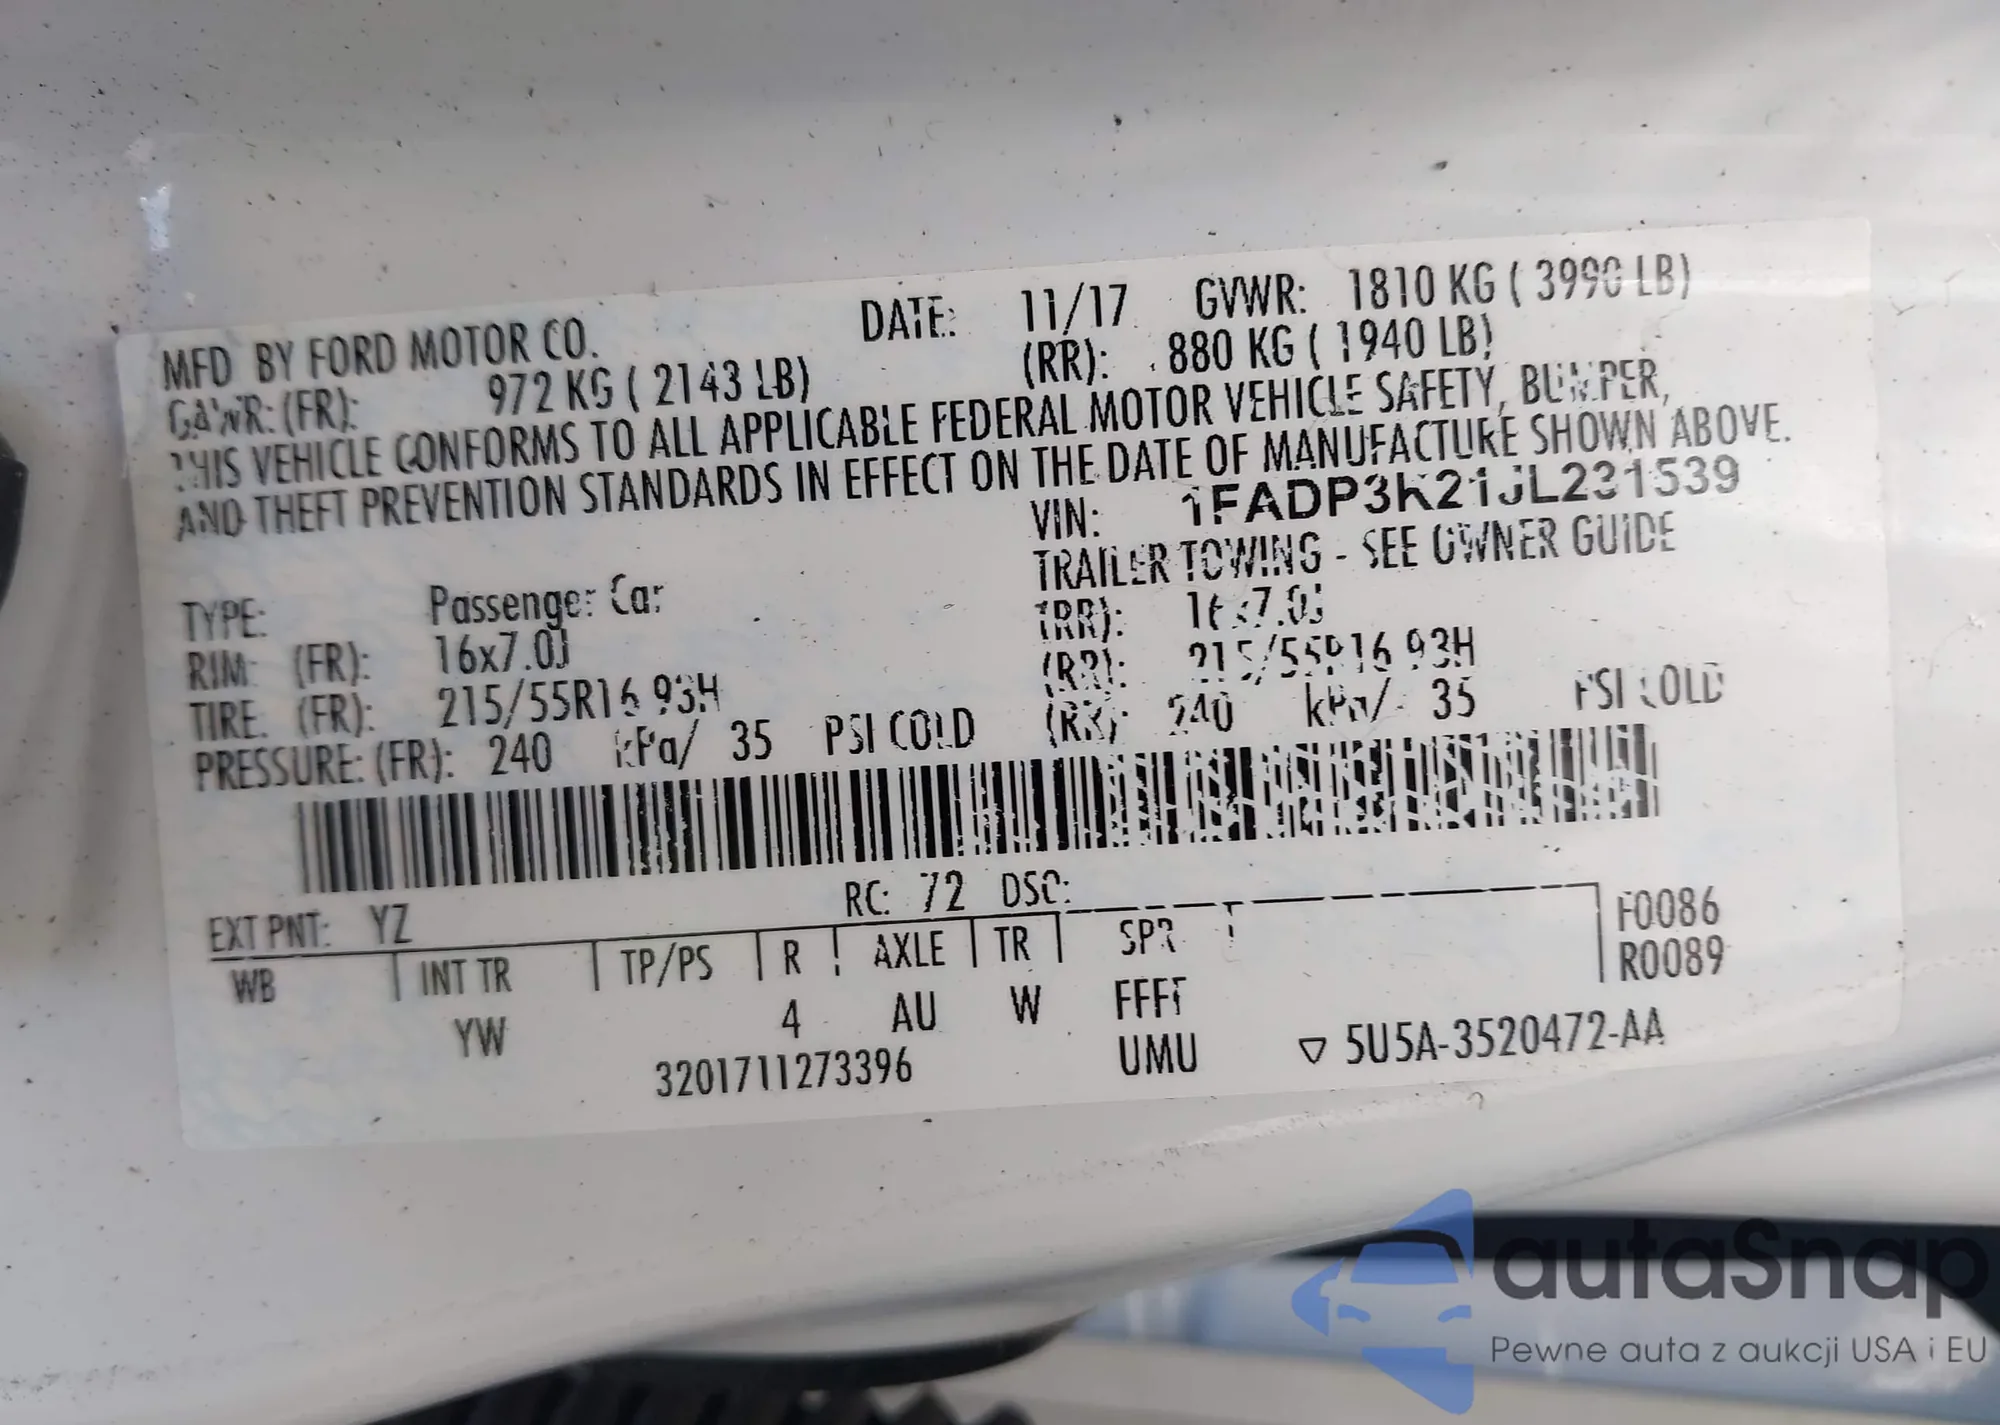 MFD BY FORD MOTOR CO. DATE: 11/17 GVWR: 1810 KG ( 3990 LB)
GAWR: (FR): 972 KG ( 2143 LB) (RR): 880 KG ( 1940 LB)
THIS VEHICLE CONFORMS TO ALL APPLICABLE FEDERAL MOTOR VEHICLE SAFETY, BUMPER,
AND THEFT PREVENTION STANDARDS IN EFFECT ON THE DATE OF MANUFACTURE SHOWN ABOVE.
VIN: 1FADP3K21JL231539
TRAILER TOWING - SEE OWNER GUIDE
TYPE: Passenger Car
RIM: (FR): 16x7.0J (RR): 16x7.0J
TIRE: (FR): 215/55R16 93H (RR): 215/55R16 93H
PRESSURE: (FR): 240 kPa/ 35 PSI COLD (RR): 240 kPa/ 35 PSI COLD
EXT PNT: YZ RC: 72 DSO:
WB INT TR TP/PS R AXLE TR SPR T F0086
R0089
YW 4 AU W FFFT
3201711273396 UMU ▽ 5U5A-3520472-AA
autaSnap
Pewne auta z aukcji USA i EU